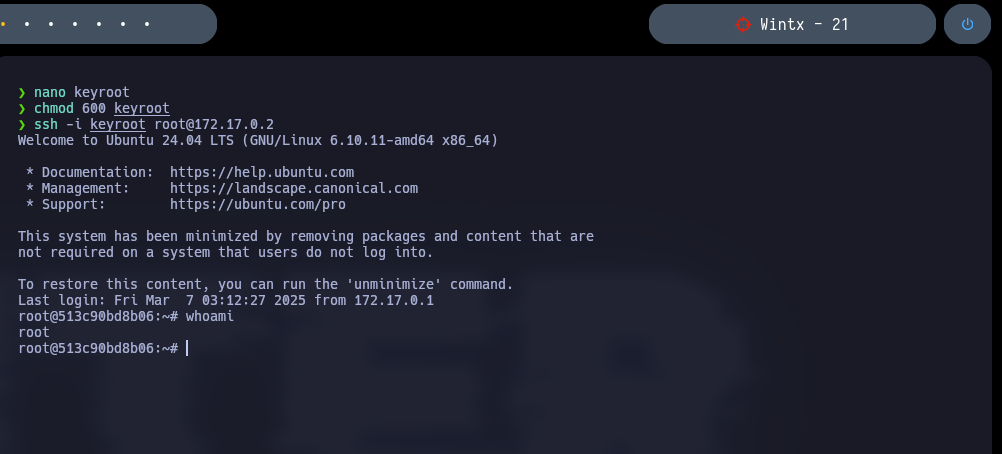 Wintx - 21
❯ nano keyroot
❯ chmod 600 keyroot
❯ ssh -i keyroot root@172.17.0.2
Welcome to Ubuntu 24.04 LTS (GNU/Linux 6.10.11-amd64 x86_64)
* Documentation:  https://help.ubuntu.com
* Management:     https://landscape.canonical.com
* Support:        https://ubuntu.com/pro
This system has been minimized by removing packages and content that are
not required on a system that users do not log into.
To restore this content, you can run the 'unminimize' command.
Last login: Fri Mar  7 03:12:27 2025 from 172.17.0.1
root@513c90bd8b06:~# whoami
root
root@513c90bd8b06:~#